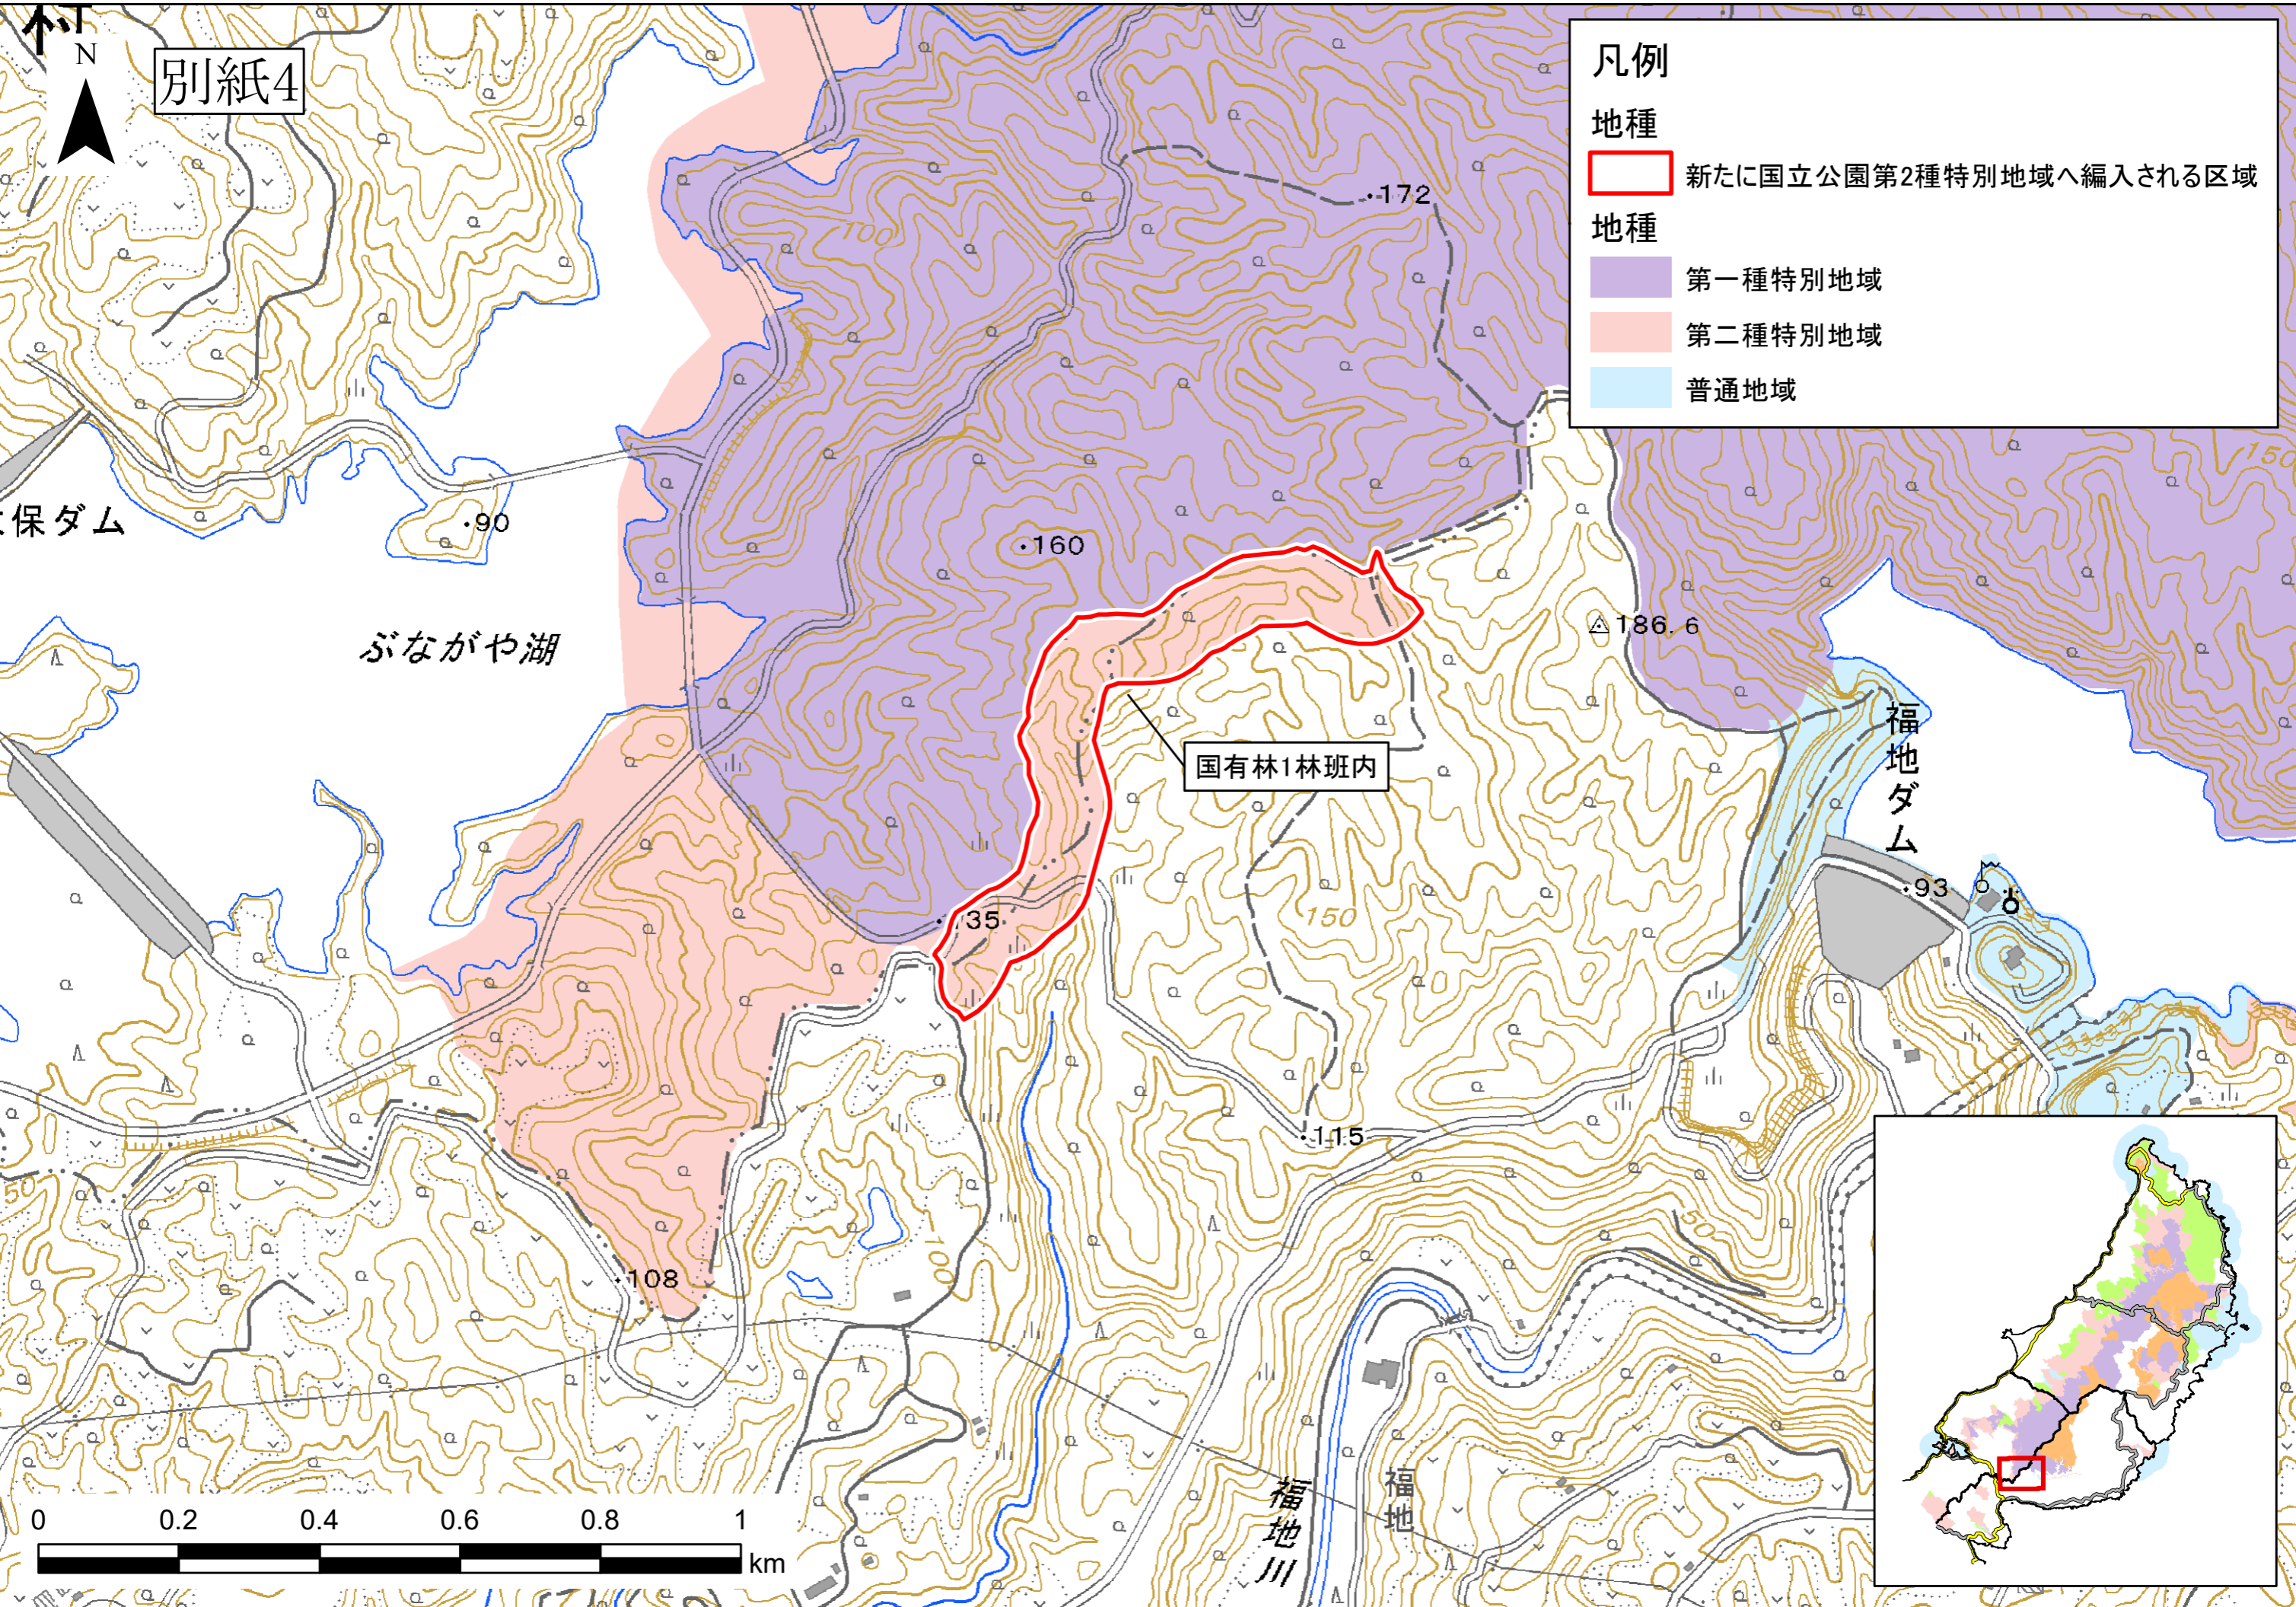 別紙4
N
凡例
地種
新たに国立公園第2種特別地域へ編入される区域
地種
第一種特別地域
第二種特別地域
普通地域
172
100
150
保ダム
90
160
186.6
ぶながや湖
国有林1林班内
福地ダム
93
35
150
115
50
50
100
108
福地川
福地
0 0.2 0.4 0.6 0.8 1
km